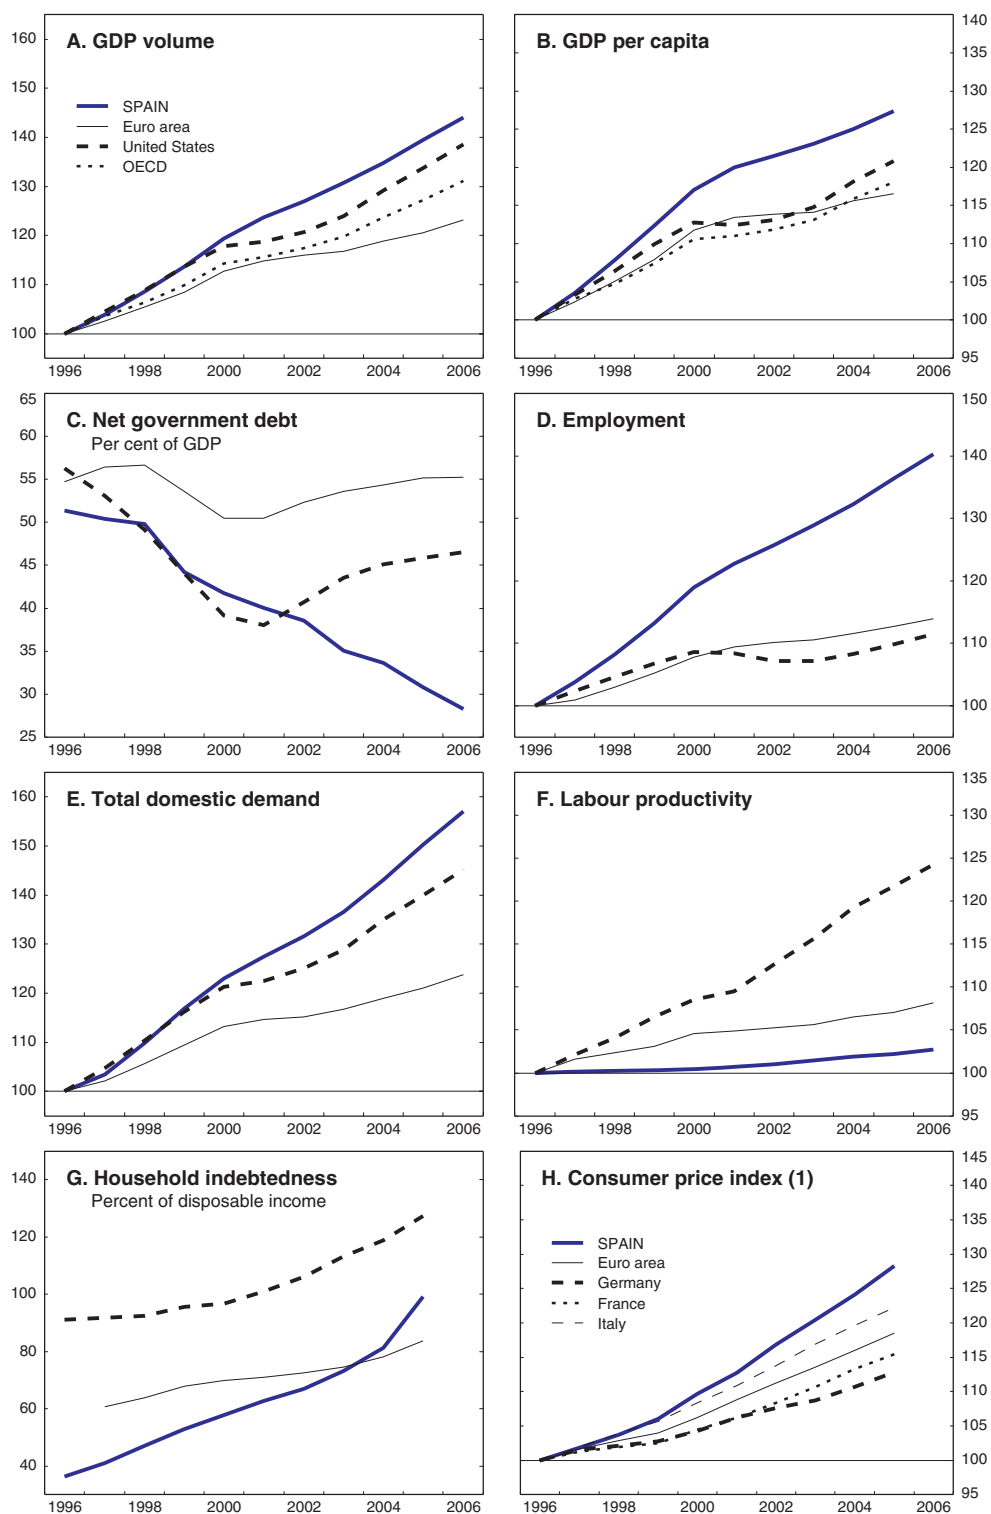 A. GDP volume
160
150
140
130
120
110
100
SPAIN
Euro area
United States
OECD
1996 1998 2000 2002 2004 2006
B. GDP per capita
140
135
130
125
120
115
110
105
100
95
1996 1998 2000 2002 2004 2006
C. Net government debt
Per cent of GDP
65
60
55
50
45
40
35
30
25
1996 1998 2000 2002 2004 2006
D. Employment
150
140
130
120
110
100
1996 1998 2000 2002 2004 2006
E. Total domestic demand
160
150
140
130
120
110
100
1996 1998 2000 2002 2004 2006
F. Labour productivity
135
130
125
120
115
110
105
100
95
1996 1998 2000 2002 2004 2006
G. Household indebtedness
Percent of disposable income
140
120
100
80
60
40
1996 1998 2000 2002 2004 2006
H. Consumer price index (1)
145
140
135
130
125
120
115
110
105
100
95
SPAIN
Euro area
Germany
France
Italy
1996 1998 2000 2002 2004 2006